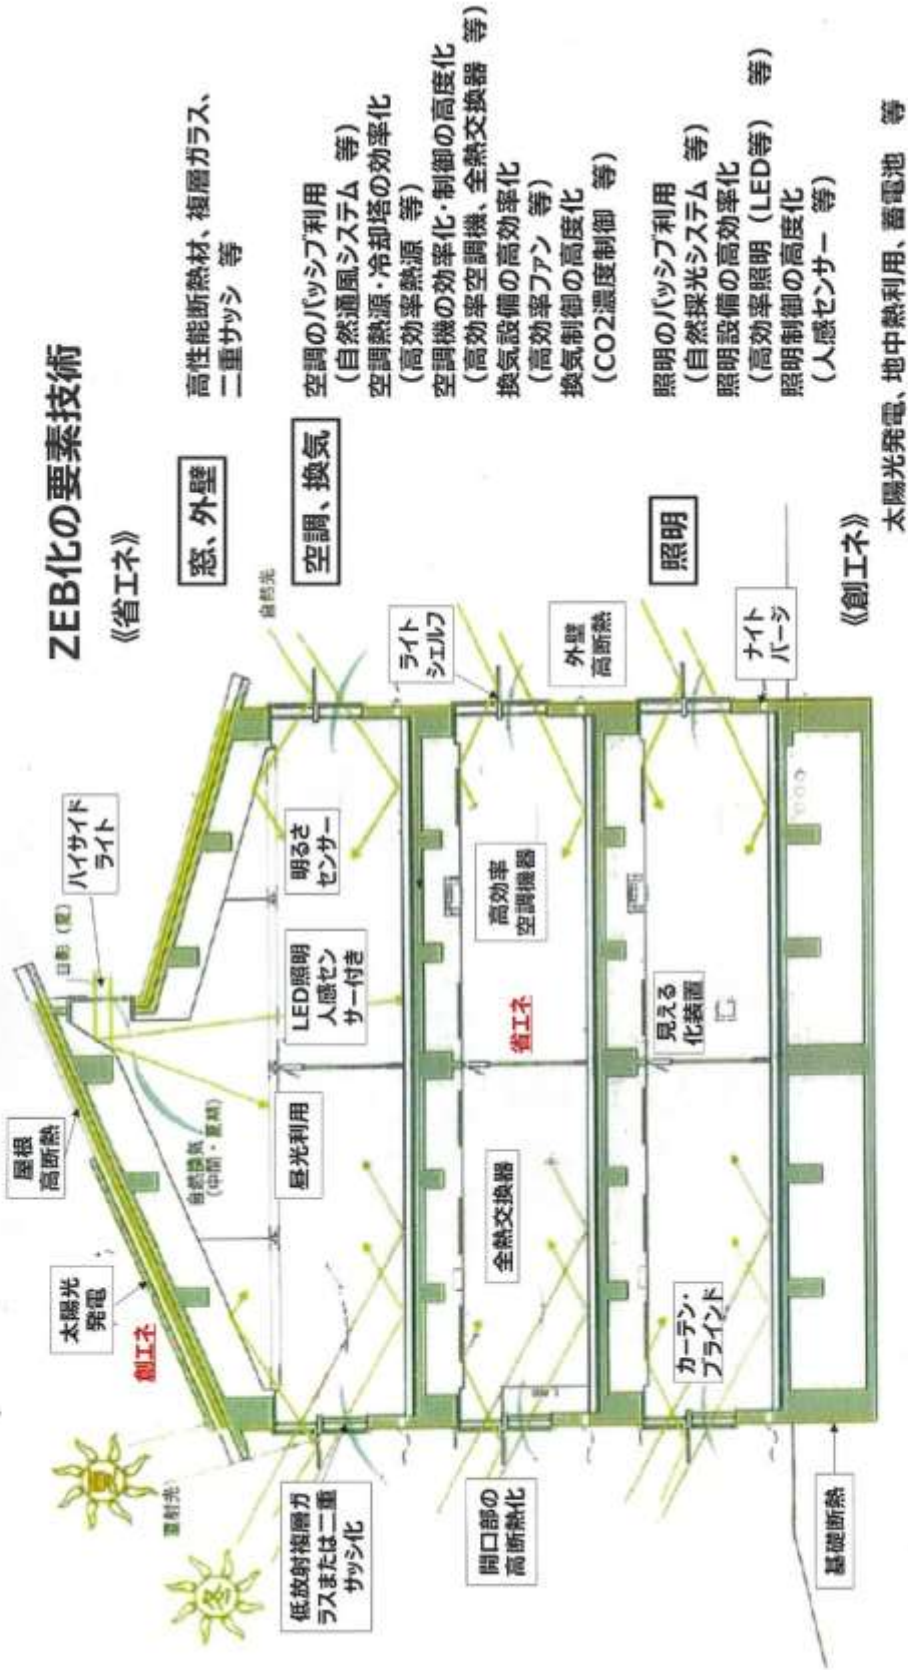 ZEB化の要素技術
《省エネ》
窓、外壁
高性能断熱材、複層ガラス、
二重サッシ 等
空調、換気
空調のパッシブ利用
(自然通風システム 等)
空調熱源・冷却塔の効率化
(高効率熱源 等)
空調機の効率化・制御の高度化
(高効率空調機、全熱交換器 等)
換気設備の高効率化
(高効率ファン 等)
換気制御の高度化
(CO2濃度制御 等)
照明
照明のパッシブ利用
(自然採光システム 等)
照明設備の高効率化
(高効率照明(LED等) 等)
照明制御の高度化
(人感センサー 等)
《創エネ》
太陽光発電、地中熱利用、蓄電池 等
屋根
高断熱
太陽光
発電
創エネ
夏
冬
直射光
日影(夏)
ハイサイド
ライト
自然換気
(中間・夏期)
自然光
昼光利用
LED照明
人感セン
サー付き
明るさ
センサー
低放射複層ガ
ラスまたは二重
サッシ化
ライト
シェルフ
全熱交換器
省エネ
高効率
空調機器
開口部の
高断熱化
外壁
高断熱
カーテン・
ブラインド
見える
化装置
ナイト
パージ
基礎断熱